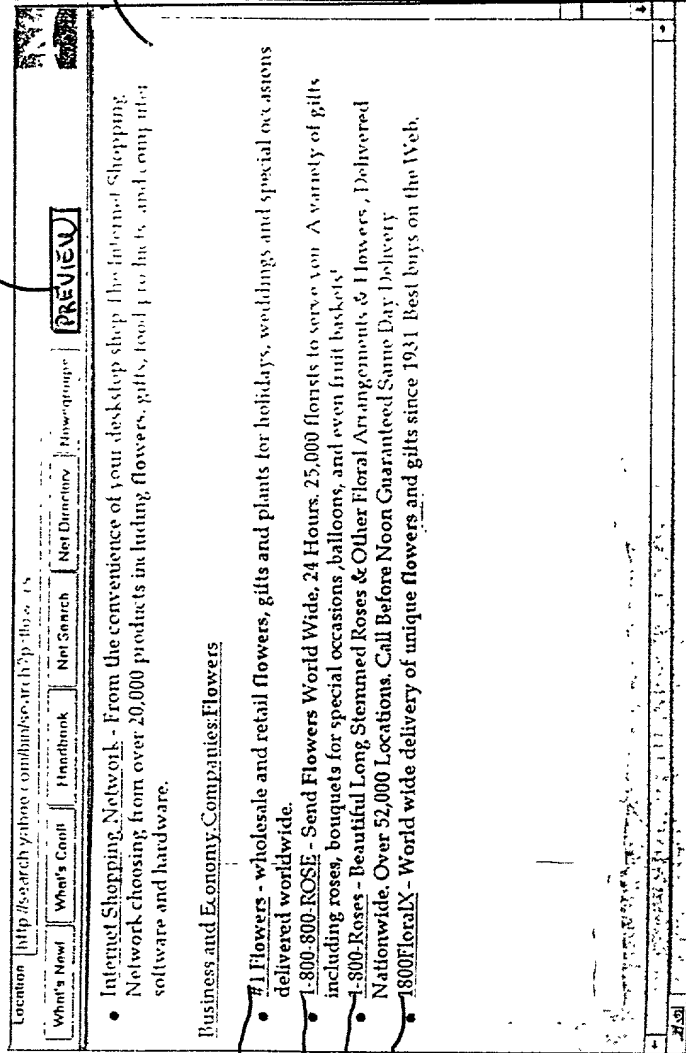 Location http://search.yahoo.com/bin/search?p=flowers
What's New! What's Cool! Handbook Net Search Net Directory Newsgroups PREVIEW
• Internet Shopping Network - From the convenience of your deskstop shop The Internet Shopping
Network choosing from over 20,000 products including flowers, gifts, food products, and computer
software and hardware.
Business and Economy:Companies:Flowers
• #1 Flowers - wholesale and retail flowers, gifts and plants for holidays, weddings and special occasions
delivered worldwide.
• 1-800-800-ROSE - Send Flowers World Wide, 24 Hours. 25,000 florists to serve you. A variety of gifts
including roses, bouquets for special occasions ,balloons, and even fruit baskets!
• 1-800-Roses - Beautiful Long Stemmed Roses & Other Floral Arrangements & Flowers , Delivered
Nationwide. Over 52,000 Locations. Call Before Noon Guaranteed Same Day Delivery
• 1800FloralX - World wide delivery of unique flowers and gifts since 1931 Best buys on the Web.